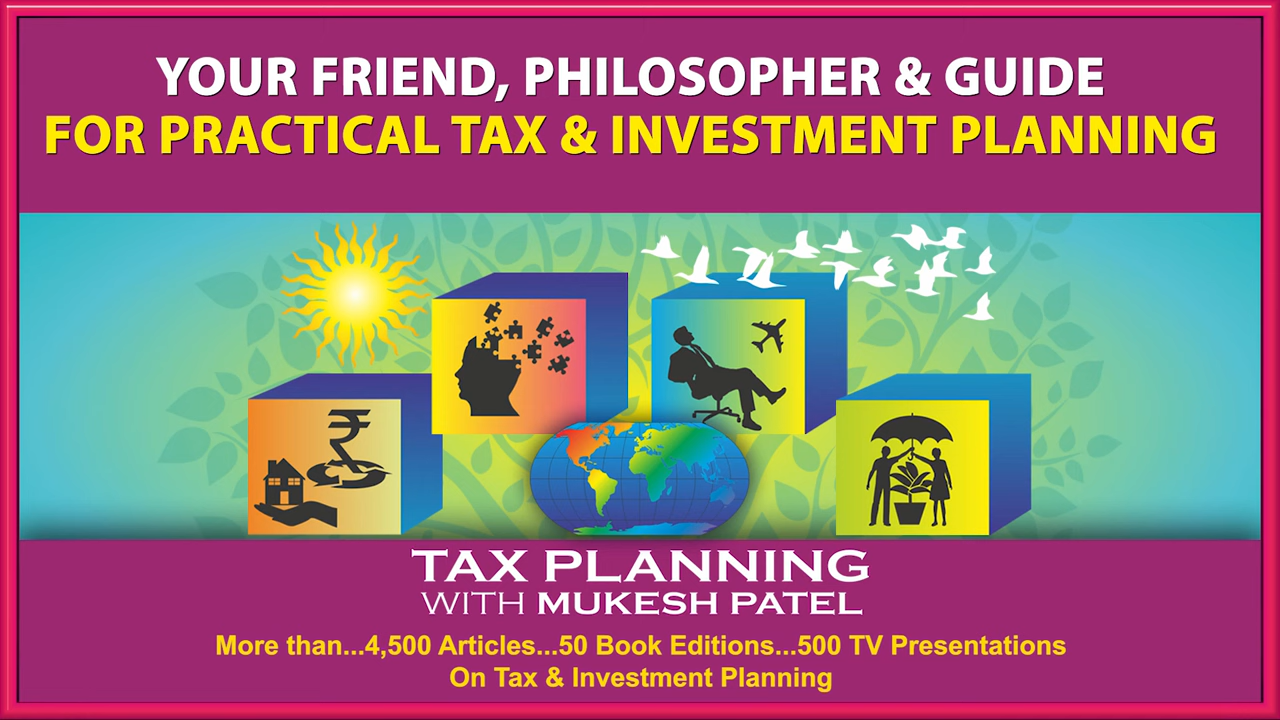 YOUR FRIEND, PHILOSOPHER & GUIDE
FOR PRACTICAL TAX & INVESTMENT PLANNING
₹
TAX PLANNING
WITH MUKESH PATEL
More than...4,500 Articles...50 Book Editions...500 TV Presentations
On Tax & Investment Planning